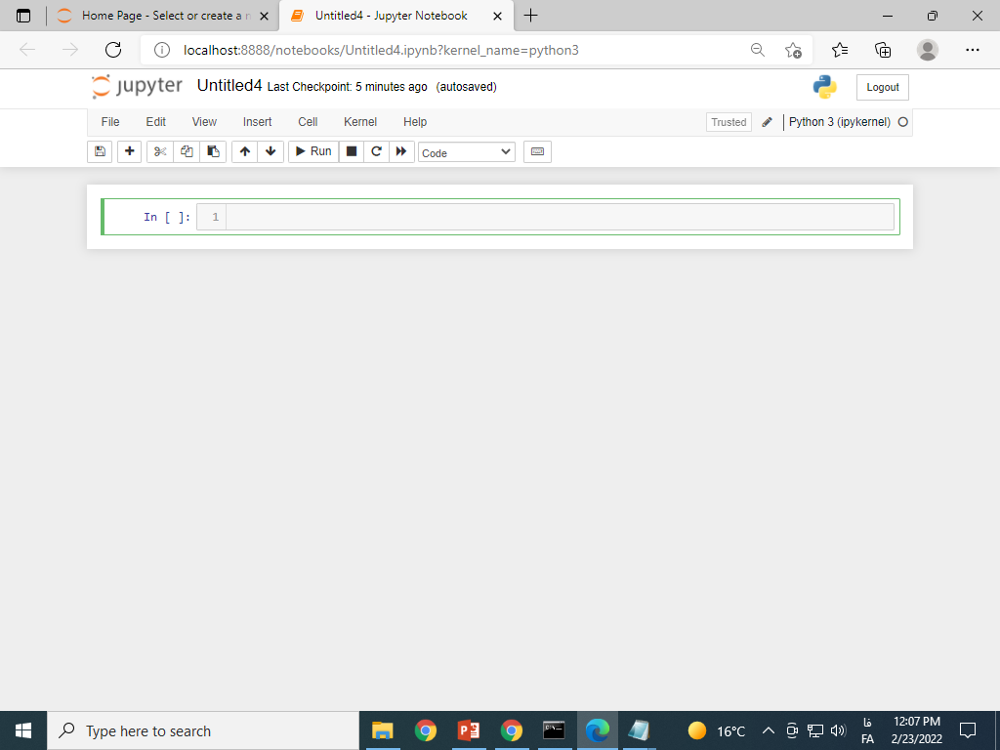 Home Page - Select or create a n
Untitled4 - Jupyter Notebook
localhost:8888/notebooks/Untitled4.ipynb?kernel_name=python3
jupyter Untitled4 Last Checkpoint: 5 minutes ago (autosaved)
Logout
File Edit View Insert Cell Kernel Help
Trusted
Python 3 (ipykernel)
Run
Code
In [ ]: 1
Type here to search
16°C
فا
FA
12:07 PM
2/23/2022